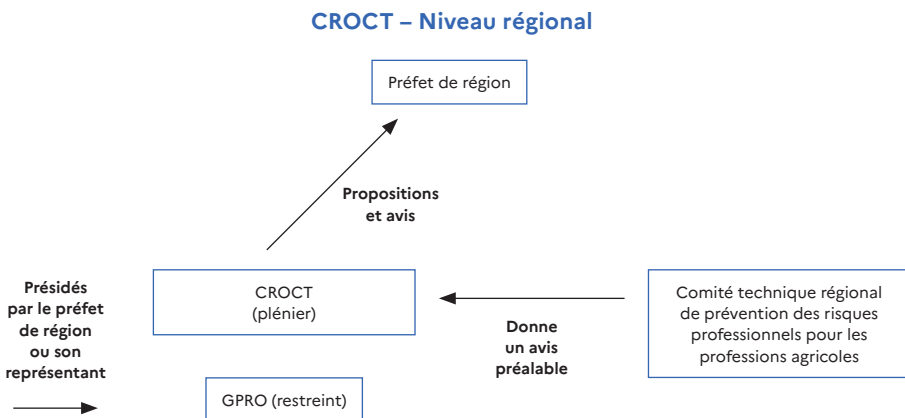 CROCT – Niveau régional
Préfet de région
Propositions
et avis
Présidés
par le préfet
de région
ou son
représentant
CROCT
(plénier)
Donne
un avis
préalable
Comité technique régional
de prévention des risques
professionnels pour les
professions agricoles
GPRO (restreint)